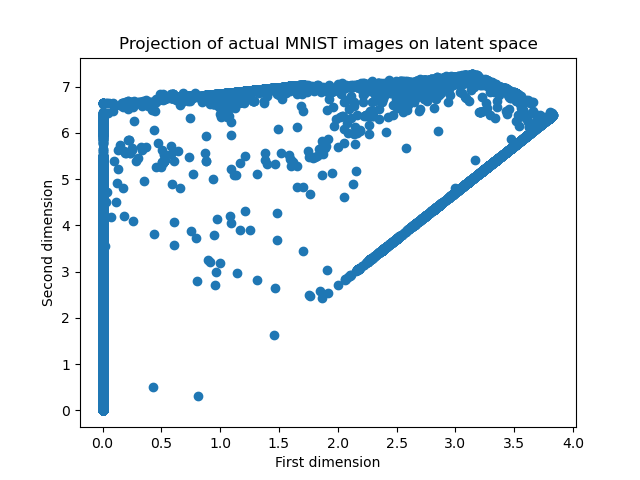 Projection of actual MNIST images on latent space
7
6
5
4
3
2
1
0
Second dimension
0.0 0.5 1.0 1.5 2.0 2.5 3.0 3.5 4.0
First dimension